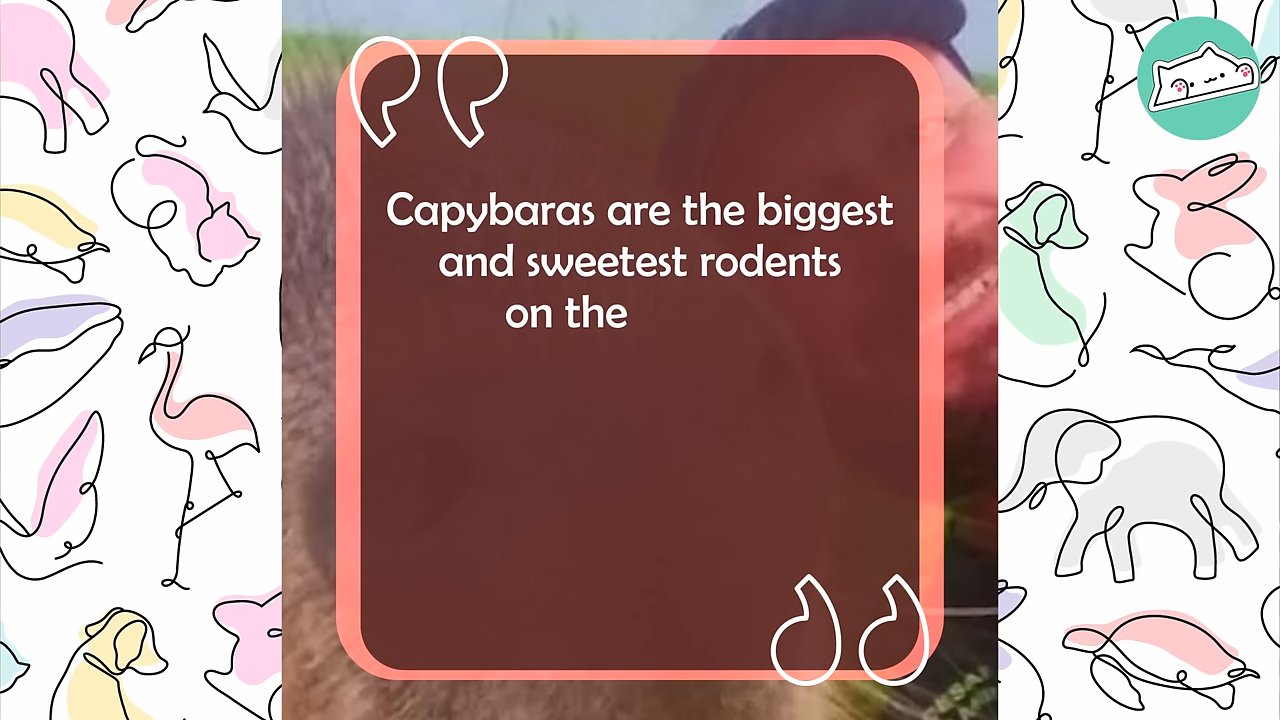 Capybaras are the biggest
and sweetest rodents
on the